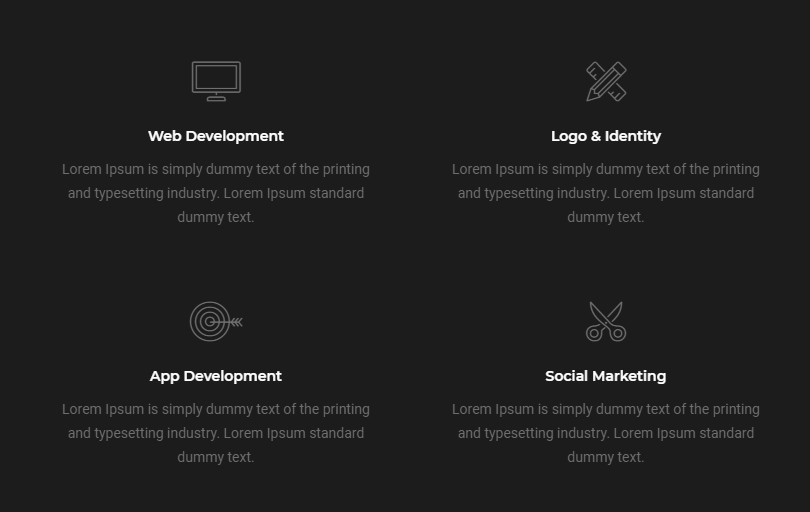 Web Development
Lorem Ipsum is simply dummy text of the printing
and typesetting industry. Lorem Ipsum standard
dummy text.
Logo & Identity
Lorem Ipsum is simply dummy text of the printing
and typesetting industry. Lorem Ipsum standard
dummy text.
App Development
Lorem Ipsum is simply dummy text of the printing
and typesetting industry. Lorem Ipsum standard
dummy text.
Social Marketing
Lorem Ipsum is simply dummy text of the printing
and typesetting industry. Lorem Ipsum standard
dummy text.